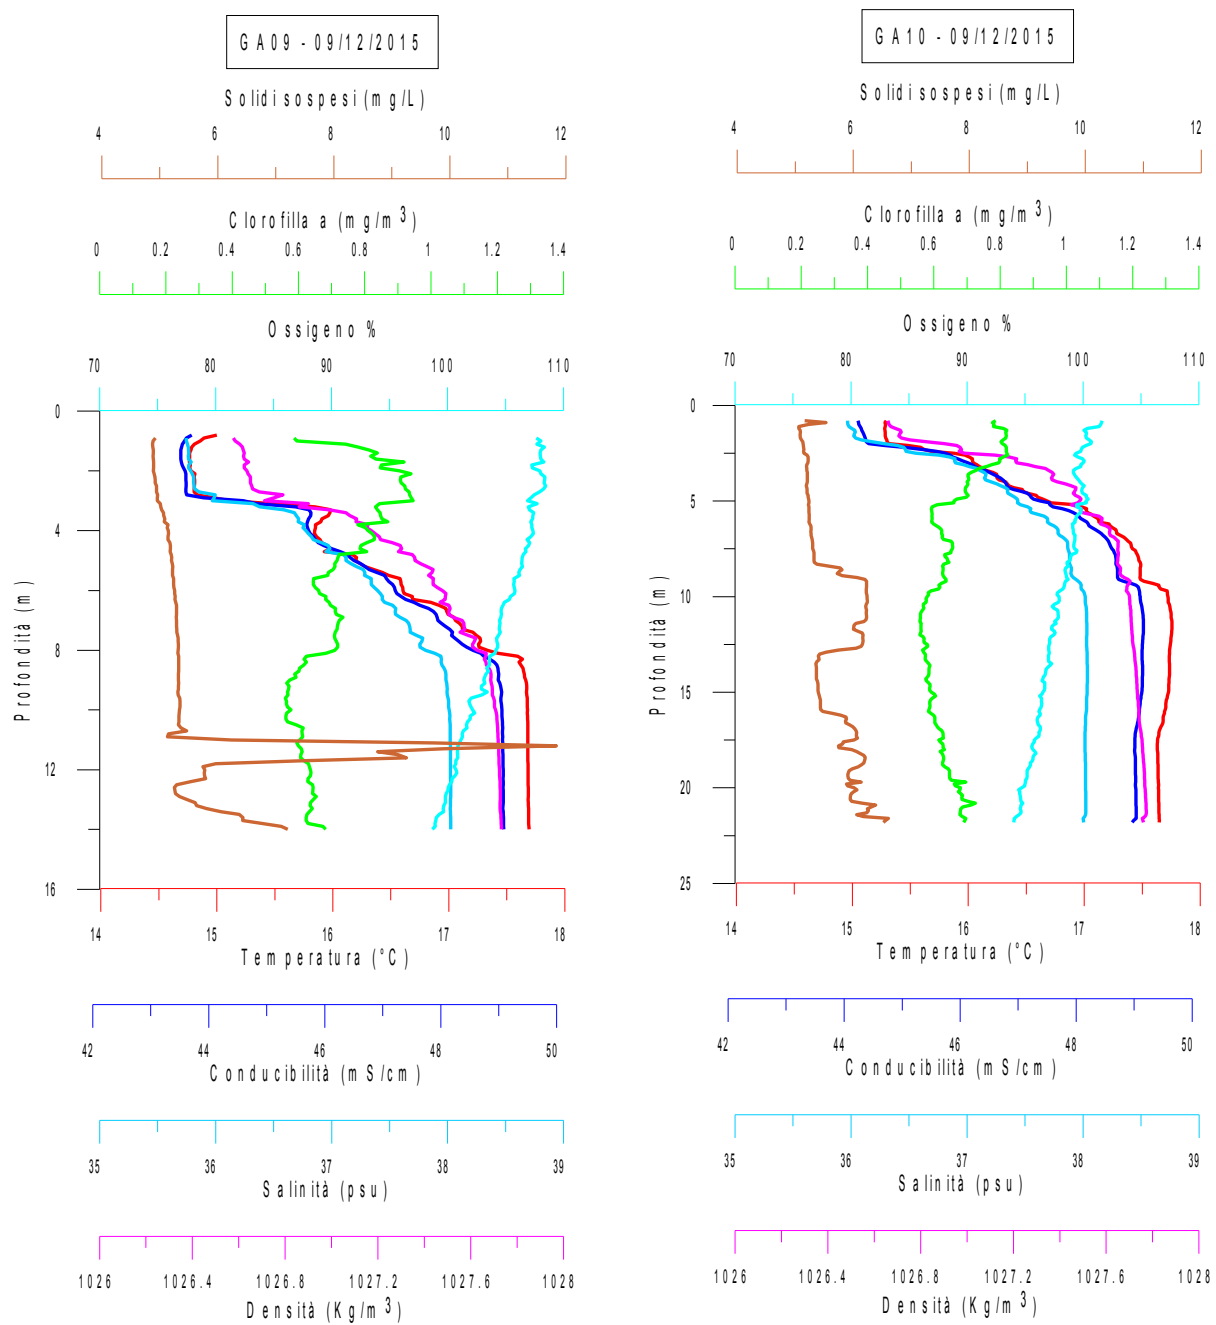 GA09 - 09/12/2015
Solidi sospesi (mg/L)
4 6 8 10 12
Clorofilla a (mg/m3)
0 0.2 0.4 0.6 0.8 1 1.2 1.4
Ossigeno %
70 80 90 100 110
0
4
8
12
16
Profondità (m)
14 15 16 17 18
Temperatura (°C)
42 44 46 48 50
Conducibilità (mS/cm)
35 36 37 38 39
Salinità (psu)
1026 1026.4 1026.8 1027.2 1027.6 1028
Densità (Kg/m3)
GA10 - 09/12/2015
Solidi sospesi (mg/L)
4 6 8 10 12
Clorofilla a (mg/m3)
0 0.2 0.4 0.6 0.8 1 1.2 1.4
Ossigeno %
70 80 90 100 110
0
5
10
15
20
25
Profondità (m)
14 15 16 17 18
Temperatura (°C)
42 44 46 48 50
Conducibilità (mS/cm)
35 36 37 38 39
Salinità (psu)
1026 1026.4 1026.8 1027.2 1027.6 1028
Densità (Kg/m3)